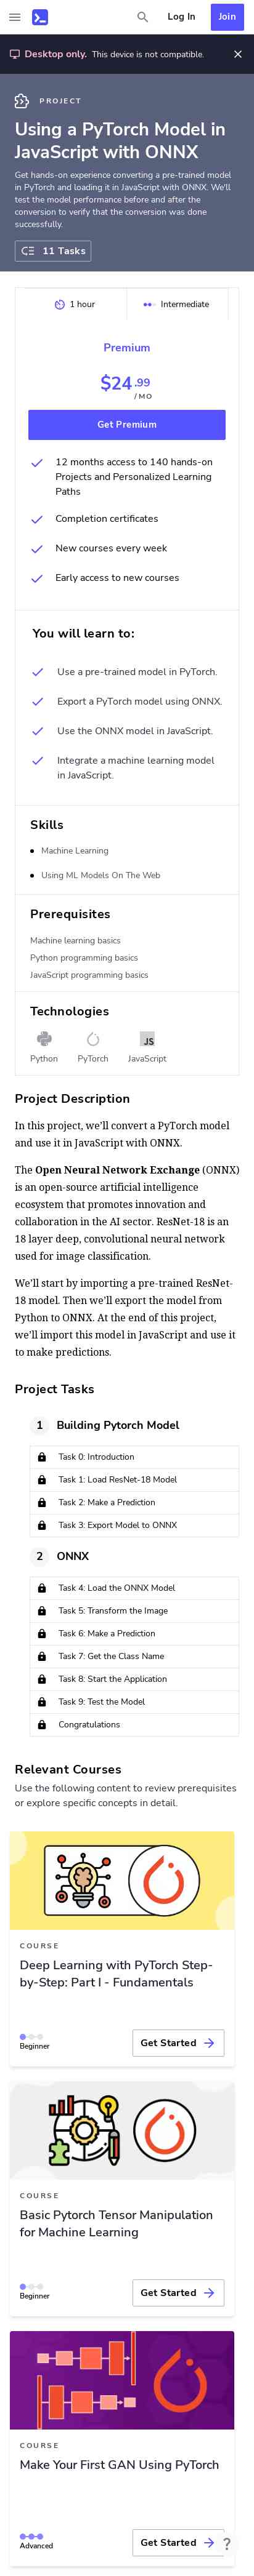 Log In
Join
Desktop only. This device is not compatible.
PROJECT
Using a PyTorch Model in
JavaScript with ONNX
Get hands-on experience converting a pre-trained model
in PyTorch and loading it in JavaScript with ONNX. We'll
test the model performance before and after the
conversion to verify that the conversion was done
successfully.
11 Tasks
1 hour
Intermediate
Premium
$24.99
/MO
Get Premium
12 months access to 140 hands-on
Projects and Personalized Learning
Paths
Completion certificates
New courses every week
Early access to new courses
You will learn to:
Use a pre-trained model in PyTorch.
Export a PyTorch model using ONNX.
Use the ONNX model in JavaScript.
Integrate a machine learning model
in JavaScript.
Skills
Machine Learning
Using ML Models On The Web
Prerequisites
Machine learning basics
Python programming basics
JavaScript programming basics
Technologies
JS
Python
PyTorch
JavaScript
Project Description
In this project, we’ll convert a PyTorch model
and use it in JavaScript with ONNX.
The Open Neural Network Exchange (ONNX)
is an open-source artificial intelligence
ecosystem that promotes innovation and
collaboration in the AI sector. ResNet-18 is an
18 layer deep, convolutional neural network
used for image classification.
We’ll start by importing a pre-trained ResNet-
18 model. Then we’ll export the model from
Python to ONNX. At the end of this project,
we’ll import this model in JavaScript and use it
to make predictions.
Project Tasks
1 Building Pytorch Model
Task 0: Introduction
Task 1: Load ResNet-18 Model
Task 2: Make a Prediction
Task 3: Export Model to ONNX
2 ONNX
Task 4: Load the ONNX Model
Task 5: Transform the Image
Task 6: Make a Prediction
Task 7: Get the Class Name
Task 8: Start the Application
Task 9: Test the Model
Congratulations
Relevant Courses
Use the following content to review prerequisites
or explore specific concepts in detail.
COURSE
Deep Learning with PyTorch Step-
by-Step: Part I - Fundamentals
Beginner
Get Started
COURSE
Basic Pytorch Tensor Manipulation
for Machine Learning
Beginner
Get Started
COURSE
Make Your First GAN Using PyTorch
Advanced
Get Started
?